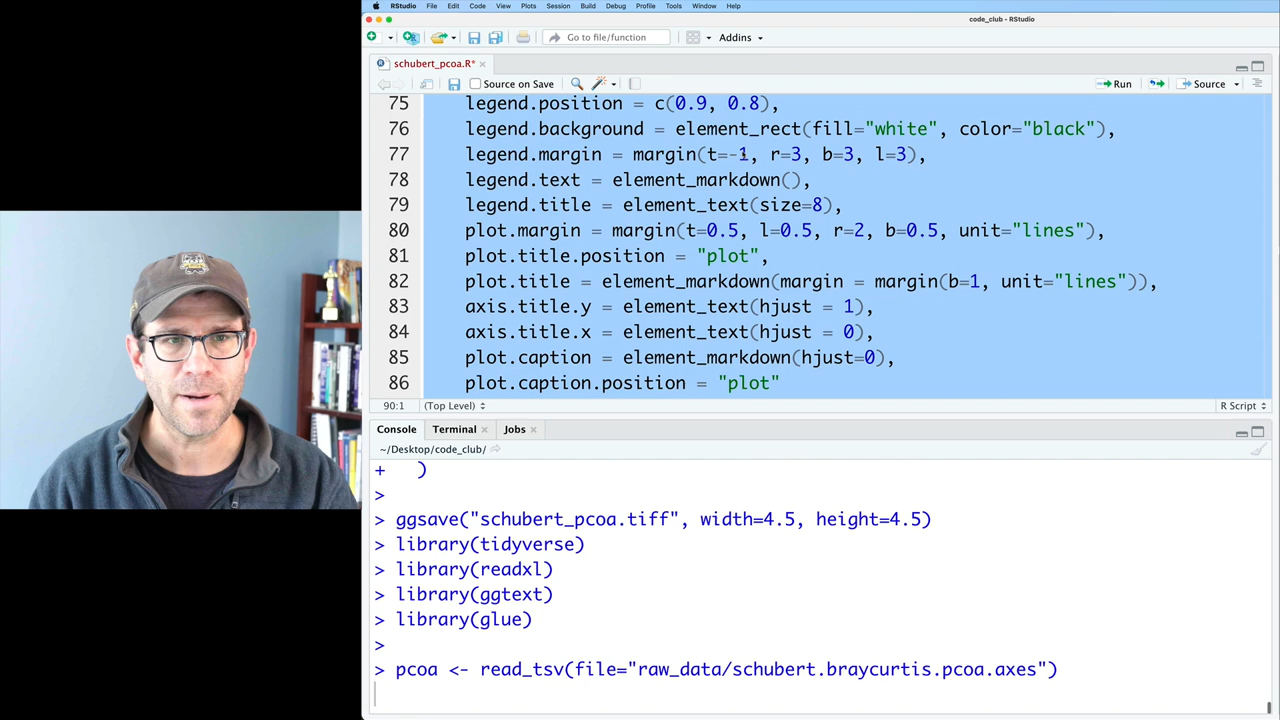 RStudio File Edit Code View Plots Session Build Debug Profile Tools Window Help
code_club - RStudio
Go to file/function Addins
schubert_pcoa.R*
Source on Save Run Source
75 legend.position = c(0.9, 0.8),
76 legend.background = element_rect(fill="white", color="black"),
77 legend.margin = margin(t=-1, r=3, b=3, l=3),
78 legend.text = element_markdown(),
79 legend.title = element_text(size=8),
80 plot.margin = margin(t=0.5, l=0.5, r=2, b=0.5, unit="lines"),
81 plot.title.position = "plot",
82 plot.title = element_markdown(margin = margin(b=1, unit="lines")),
83 axis.title.y = element_text(hjust = 1),
84 axis.title.x = element_text(hjust = 0),
85 plot.caption = element_markdown(hjust=0),
86 plot.caption.position = "plot"
90:1 (Top Level) R Script
Console Terminal Jobs
~/Desktop/code_club/
+ )
>
> ggsave("schubert_pcoa.tiff", width=4.5, height=4.5)
> library(tidyverse)
> library(readxl)
> library(ggtext)
> library(glue)
>
> pcoa <- read_tsv(file="raw_data/schubert.braycurtis.pcoa.axes")